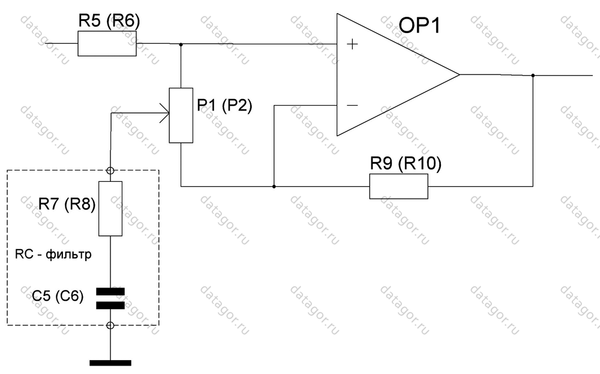 R5 (R6)
OP1
+
P1 (P2)
−
R9 (R10)
R7 (R8)
RC - фильтр
C5 (C6)
datagor.ru